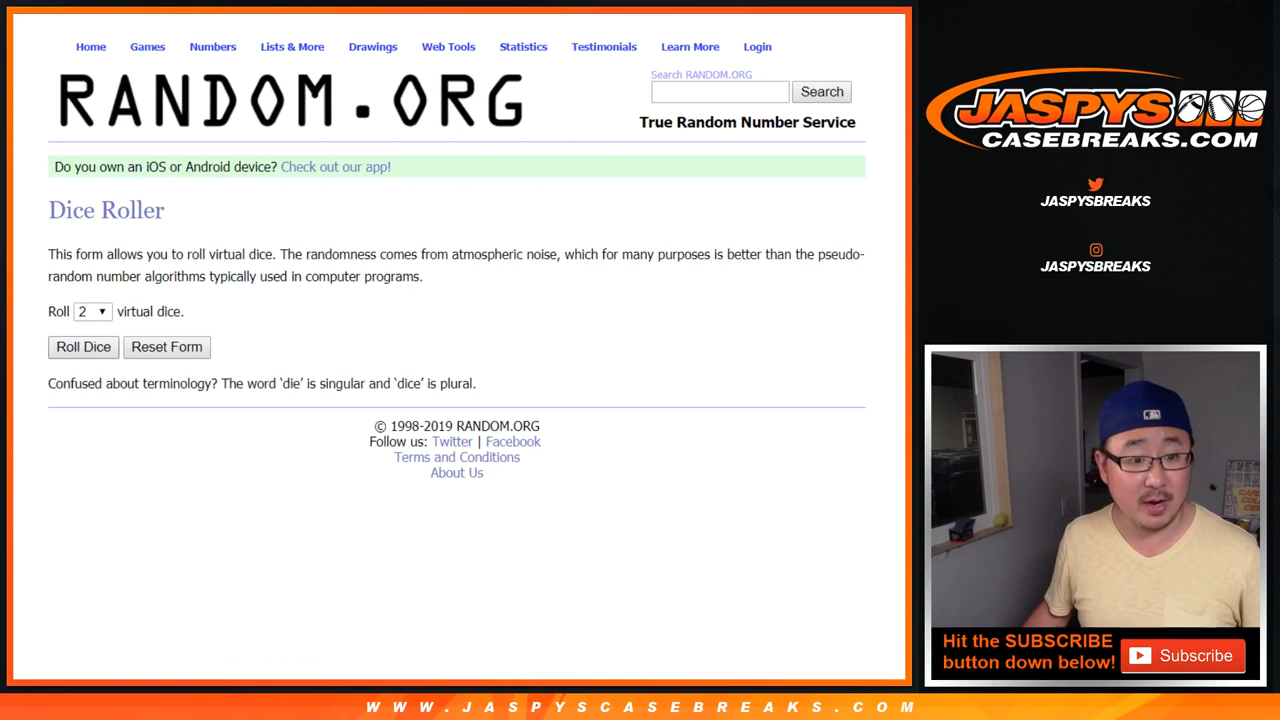 Home Games Numbers Lists & More Drawings Web Tools Statistics Testimonials Learn More Login
RANDOM.ORG
Search RANDOM.ORG
Search
True Random Number Service
Do you own an iOS or Android device? Check out our app!
Dice Roller
This form allows you to roll virtual dice. The randomness comes from atmospheric noise, which for many purposes is better than the pseudo-
random number algorithms typically used in computer programs.
Roll 2 virtual dice.
Roll Dice Reset Form
Confused about terminology? The word ‘die’ is singular and ‘dice’ is plural.
© 1998-2019 RANDOM.ORG
Follow us: Twitter | Facebook
Terms and Conditions
About Us
JASPYS
CASEBREAKS.COM
JASPYSBREAKS
JASPYSBREAKS
Hit the SUBSCRIBE
button down below!
Subscribe
WWW.JASPYSCASEBREAKS.COM